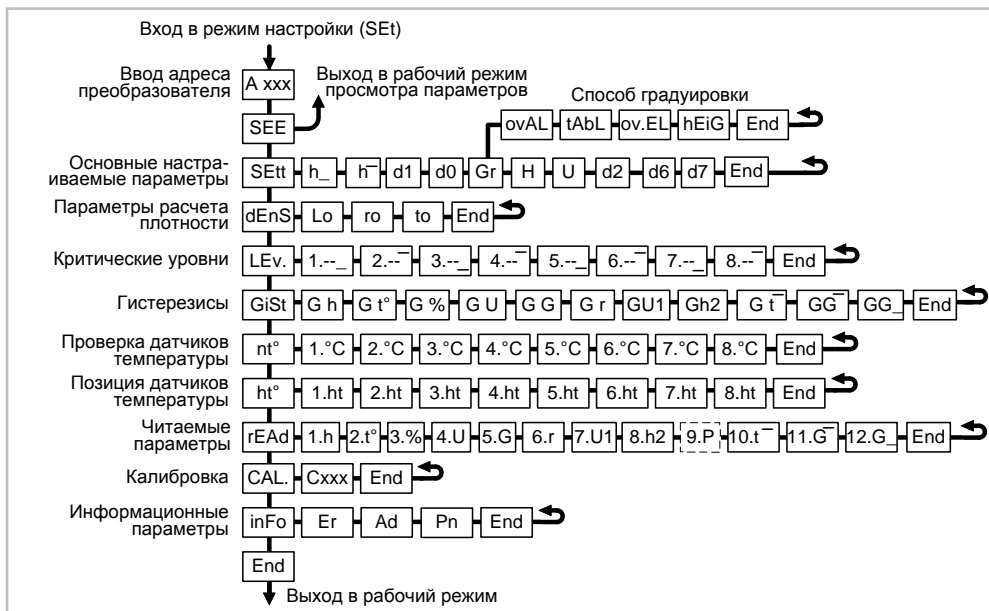 Вход в режим настройки (SEt)
Ввод адреса
преобразователя
A xxx
Выход в рабочий режим
просмотра параметров
SEE
Способ градуировки
ovAL tAbL ov.EL hEiG End
Основные настра-
иваемые параметры
SEtt h_ h¯ d1 d0 Gr H U d2 d6 d7 End
Параметры расчета
плотности
dEnS Lo ro to End
Критические уровни
LEv. 1.--_ 2.--¯ 3.--_ 4.--¯ 5.--_ 6.--¯ 7.--_ 8.--¯ End
Гистерезисы
GiSt G h G t° G % G U G G G r GU1 Gh2 G t¯ GG¯ GG_ End
Проверка датчиков
температуры
nt° 1.°C 2.°C 3.°C 4.°C 5.°C 6.°C 7.°C 8.°C End
Позиция датчиков
температуры
ht° 1.ht 2.ht 3.ht 4.ht 5.ht 6.ht 7.ht 8.ht End
Читаемые
параметры
rEAd 1.h 2.t° 3.% 4.U 5.G 6.r 7.U1 8.h2 9.P 10.t¯ 11.G¯ 12.G_ End
Калибровка
CAL. Cxxx End
Информационные
параметры
inFo Er Ad Pn End
End
Выход в рабочий режим